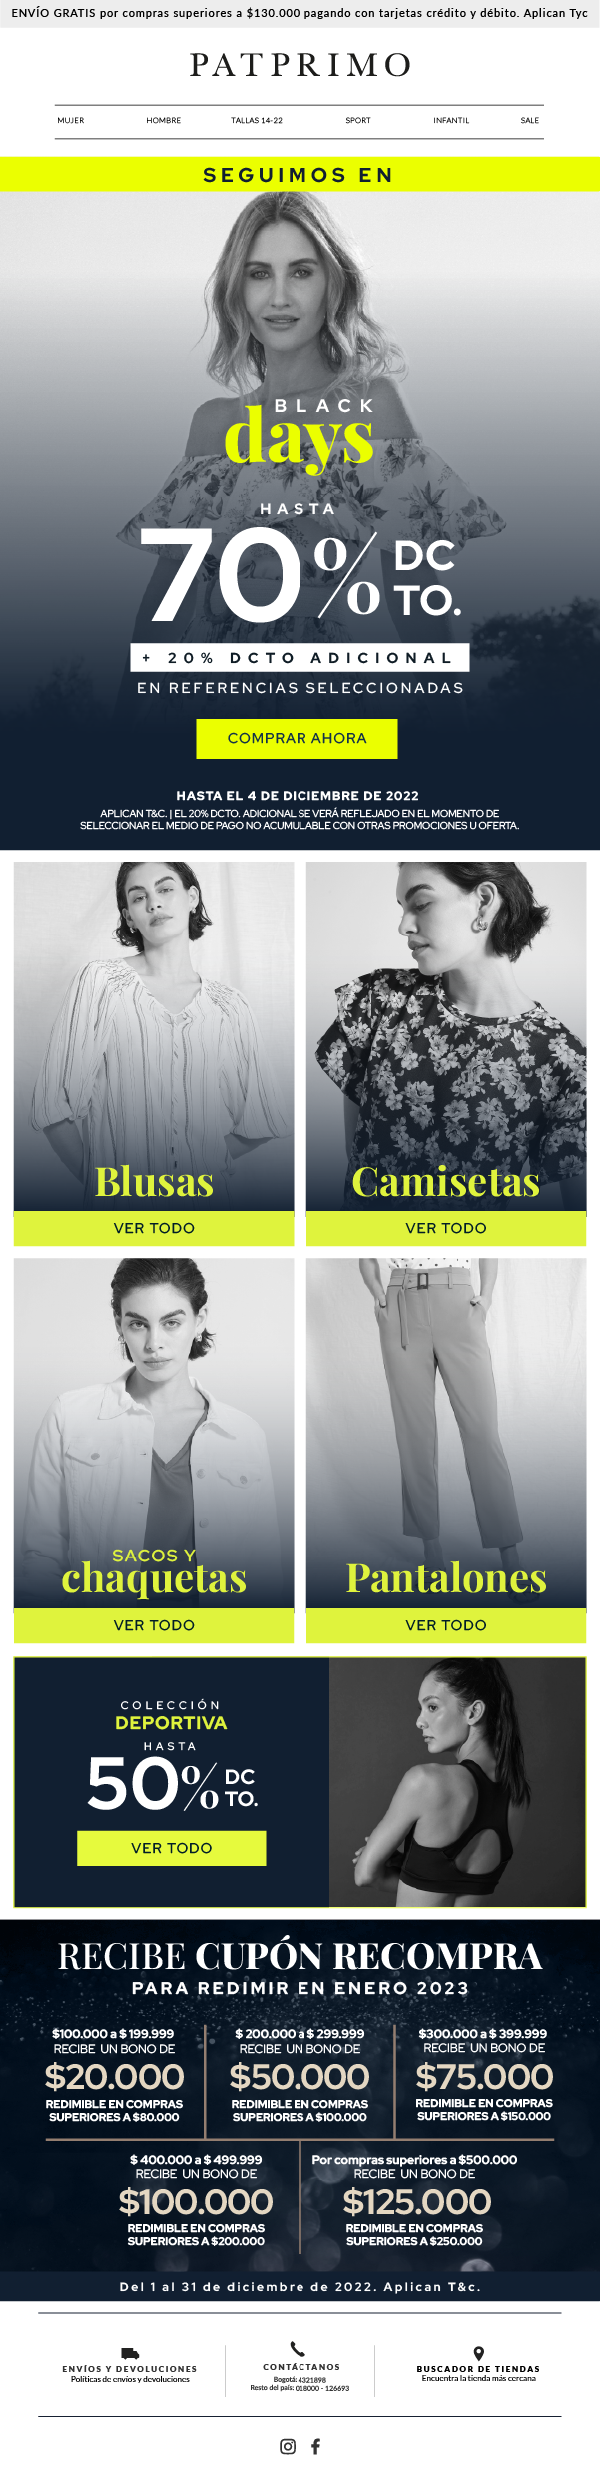 ENVÍO GRATIS por compras superiores a $130.000 pagando con tarjetas crédito y débito. Aplican Tyc
PATPRIMO
MUJER HOMBRE TALLAS 14-22 SPORT INFANTIL SALE
SEGUIMOS EN
BLACK
days
HASTA
70% DC
TO.
+ 20% DCTO ADICIONAL
EN REFERENCIAS SELECCIONADAS
COMPRAR AHORA
HASTA EL 4 DE DICIEMBRE DE 2022
APLICAN T&C. | EL 20% DCTO. ADICIONAL SE VERÁ REFLEJADO EN EL MOMENTO DE
SELECCIONAR EL MEDIO DE PAGO NO ACUMULABLE CON OTRAS PROMOCIONES U OFERTA.
Blusas
VER TODO
Camisetas
VER TODO
SACOS Y
chaquetas
VER TODO
Pantalones
VER TODO
COLECCIÓN
DEPORTIVA
HASTA
50% DC
TO.
VER TODO
RECIBE CUPÓN RECOMPRA
PARA REDIMIR EN ENERO 2023
$100.000 a $ 199.999
RECIBE UN BONO DE
$20.000
REDIMIBLE EN COMPRAS
SUPERIORES A $80.000
$ 200.000 a $ 299.999
RECIBE UN BONO DE
$50.000
REDIMIBLE EN COMPRAS
SUPERIORES A $100.000
$300.000 a $ 399.999
RECIBE UN BONO DE
$75.000
REDIMIBLE EN COMPRAS
SUPERIORES A $150.000
$ 400.000 a $ 499.999
RECIBE UN BONO DE
$100.000
REDIMIBLE EN COMPRAS
SUPERIORES A $200.000
Por compras superiores a $500.000
RECIBE UN BONO DE
$125.000
REDIMIBLE EN COMPRAS
SUPERIORES A $250.000
Del 1 al 31 de diciembre de 2022. Aplican T&c.
ENVÍOS Y DEVOLUCIONES
Políticas de envíos y devoluciones
CONTÁCTANOS
Bogotá: 4321898
Resto del país: 018000 - 126693
BUSCADOR DE TIENDAS
Encuentra la tienda más cercana